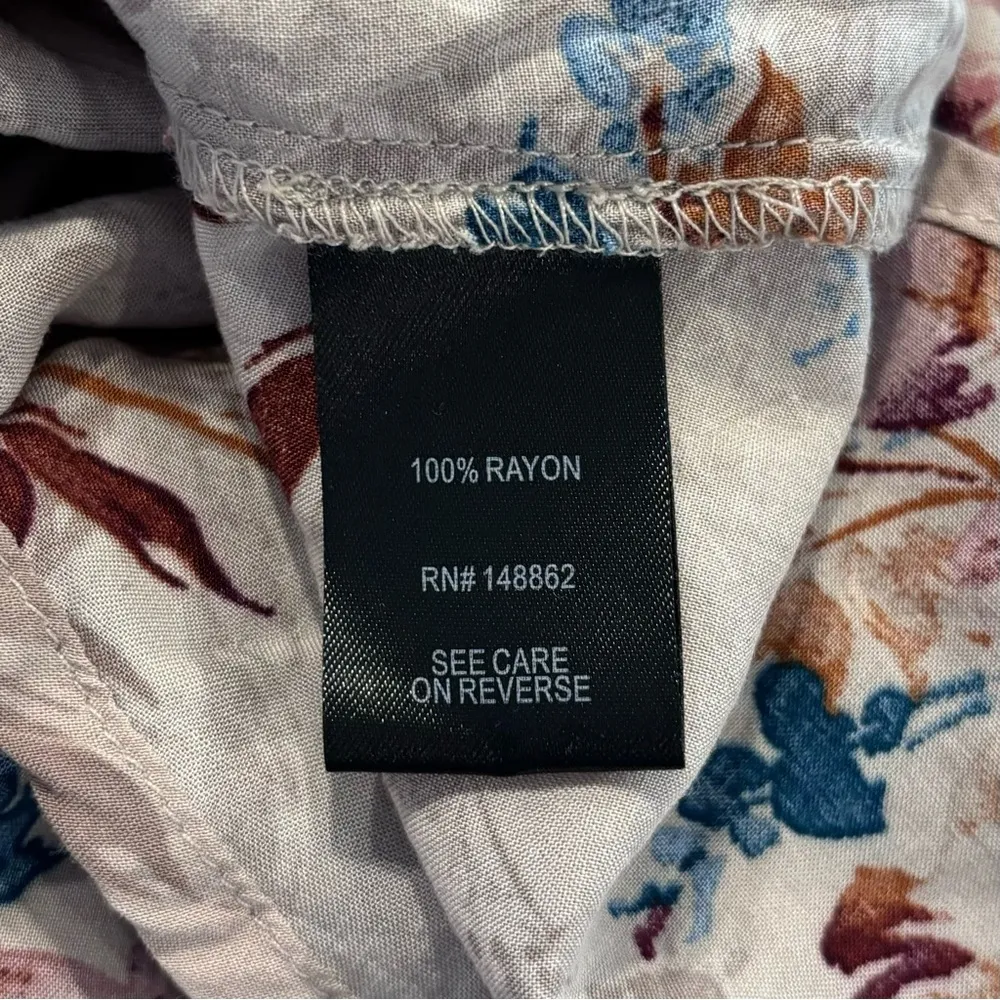 100% RAYON
RN# 148862
SEE CARE
ON REVERSE